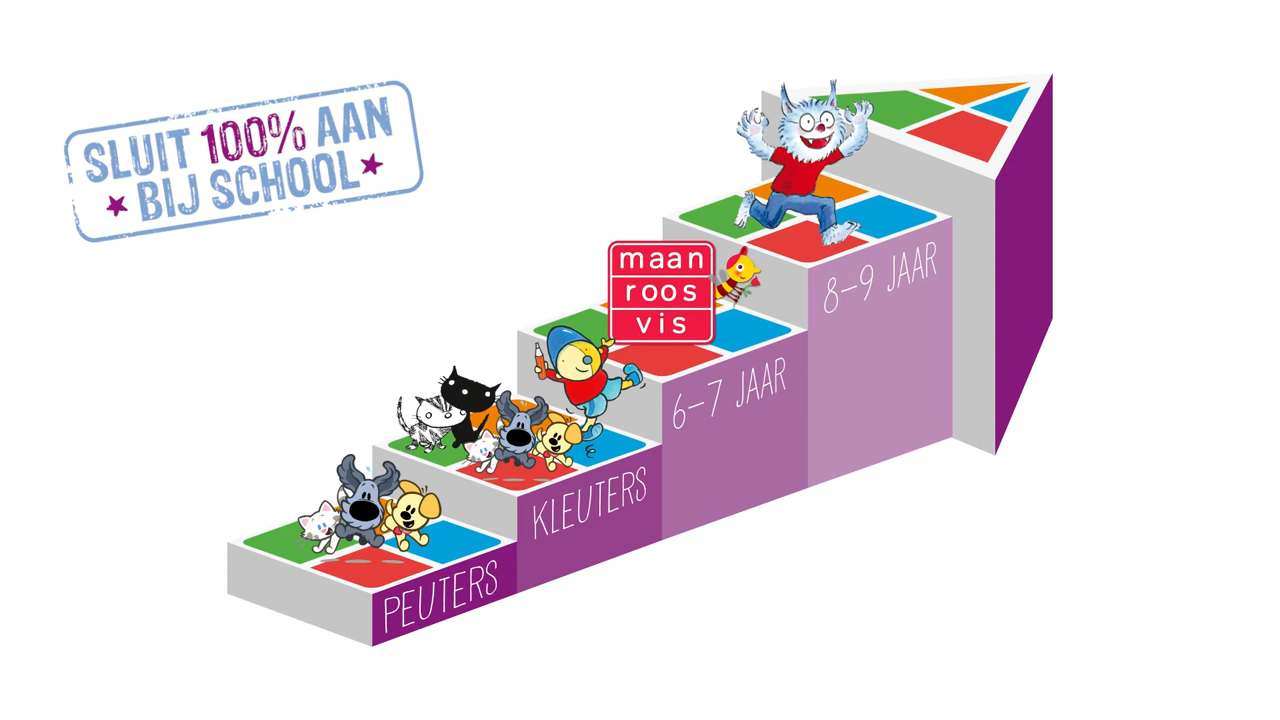 SLUIT 100% AAN
BIJ SCHOOL
maan
roos
vis
8-9 JAAR
6-7 JAAR
KLEUTERS
PEUTERS